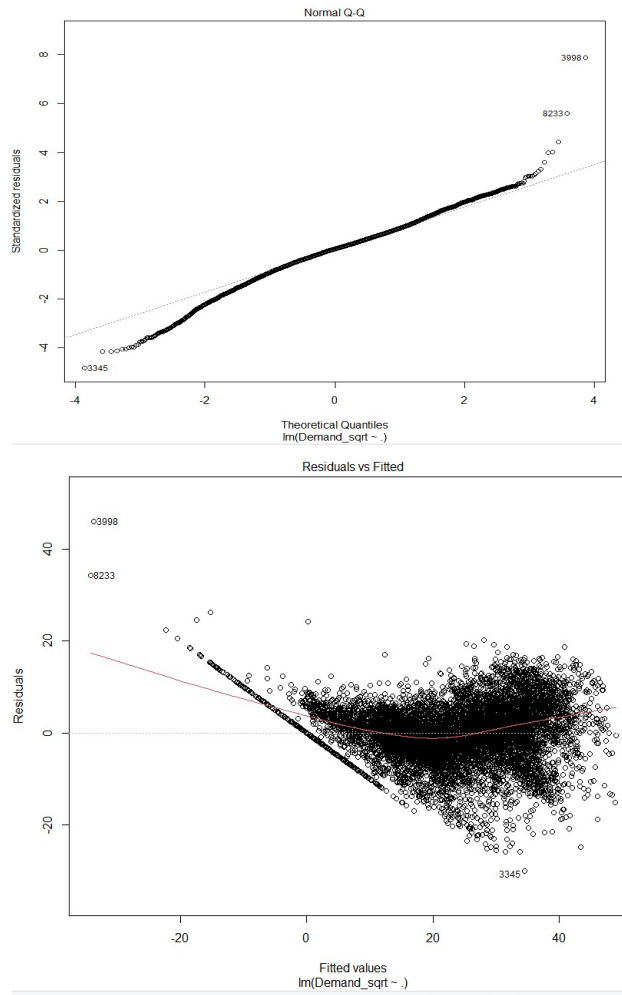 Normal Q-Q
Standardized residuals
8
6
4
2
0
-2
-4
3998
8233
3345
-4 -2 0 2 4
Theoretical Quantiles
lm(Demand_sqrt ~ .)
Residuals vs Fitted
Residuals
40
20
0
20
3998
8233
3345
-20 0 20 40
Fitted values
lm(Demand_sqrt ~ .)